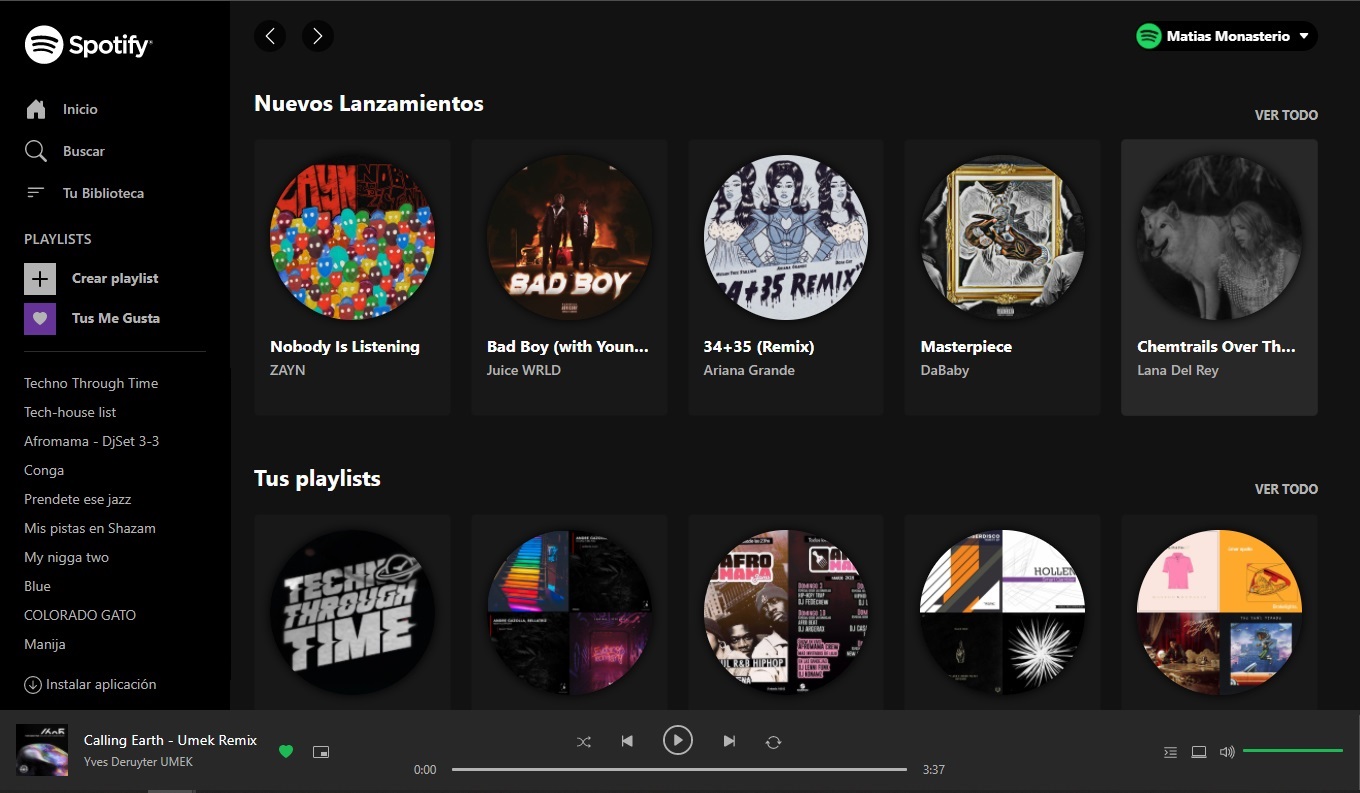 Spotify
Matias Monasterio
Inicio
Buscar
Tu Biblioteca
PLAYLISTS
Crear playlist
Tus Me Gusta
Techno Through Time
Tech-house list
Afromama - DjSet 3-3
Conga
Prendete ese jazz
Mis pistas en Shazam
My nigga two
Blue
COLORADO GATO
Manija
Instalar aplicación
Nuevos Lanzamientos
VER TODO
ZAYN
BAD BOY
34+35 REMIX"
Nobody Is Listening
ZAYN
Bad Boy (with Youn...
Juice WRLD
34+35 (Remix)
Ariana Grande
Masterpiece
DaBaby
Chemtrails Over Th...
Lana Del Rey
Tus playlists
VER TODO
TECHNO
THROUGH
TIME
AFRO
MAMA
DOMINGO
HOLLEN
Calling Earth - Umek Remix
Yves Deruyter UMEK
0:00
3:37